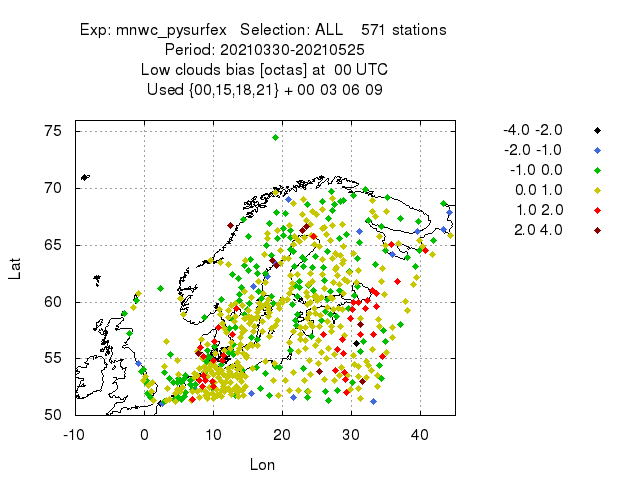 Exp: mnwc_pysurfex   Selection: ALL    571 stations
Period: 20210330-20210525
Low clouds bias [octas] at  00 UTC
Used {00,15,18,21} + 00 03 06 09
-4.0 -2.0
-2.0 -1.0
-1.0 0.0
0.0 1.0
1.0 2.0
2.0 4.0
75
70
65
60
55
50
Lat
-10 0 10 20 30 40
Lon